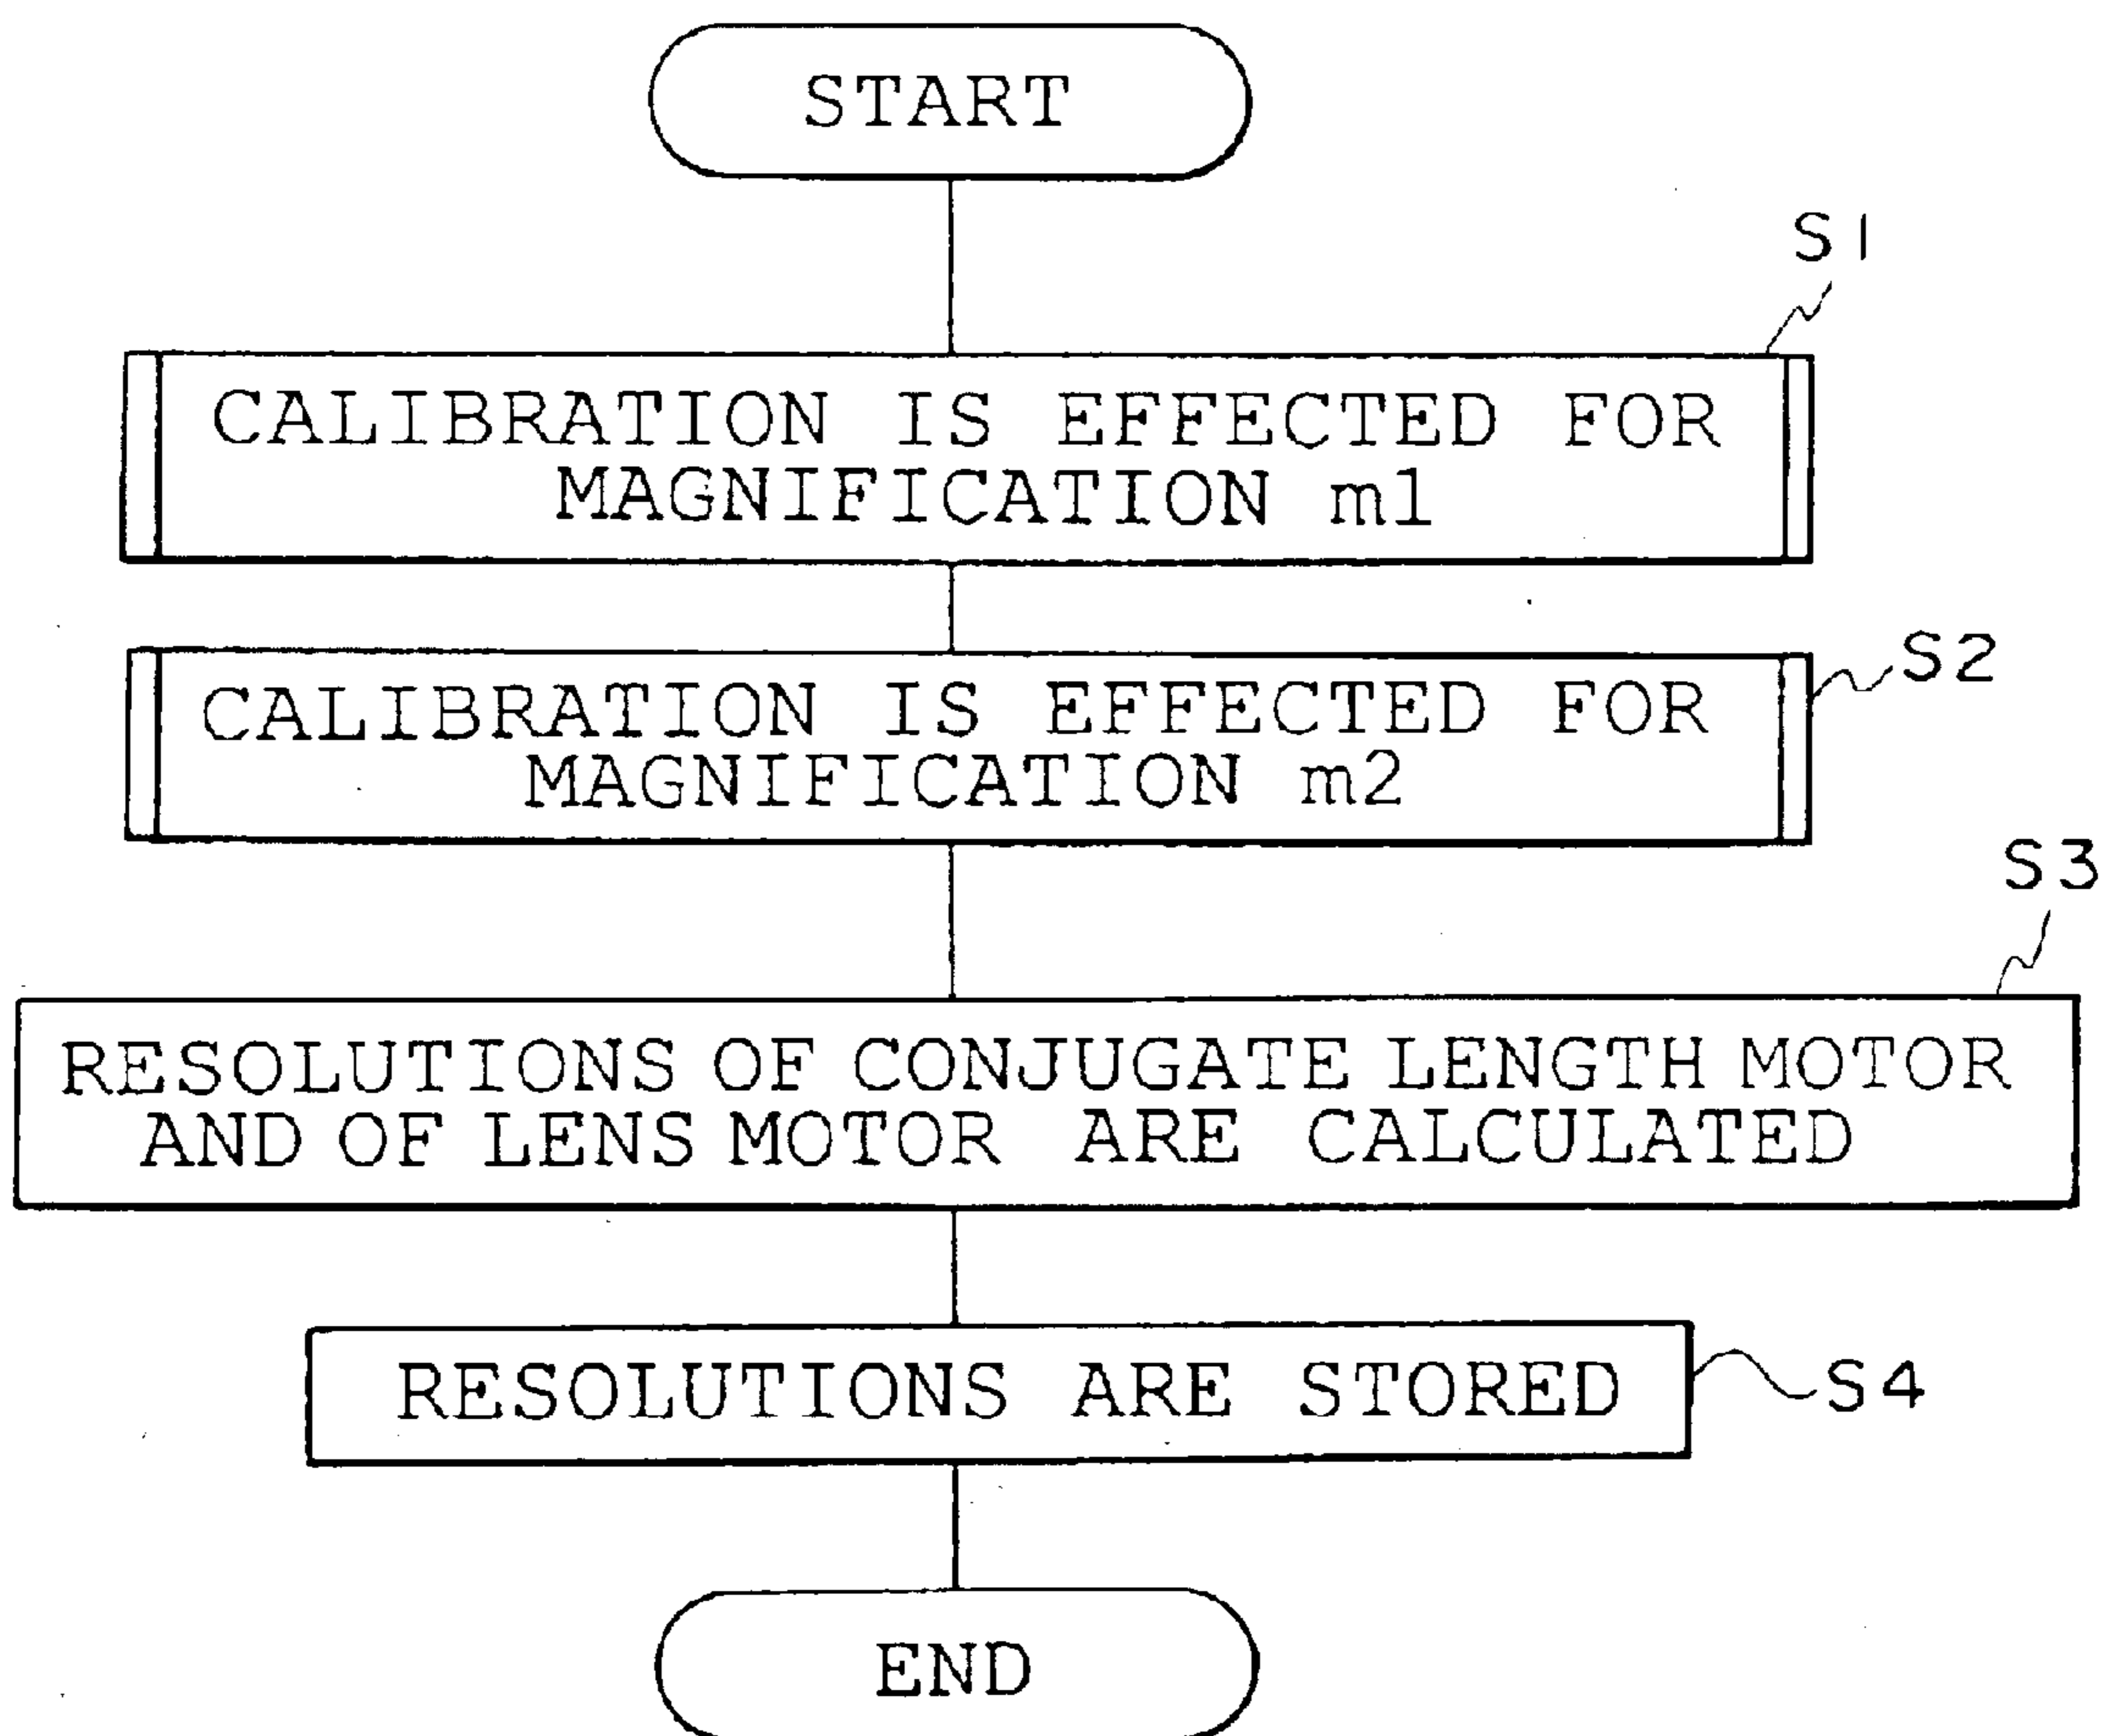 START
S1
CALIBRATION IS EFFECTED FOR
MAGNIFICATION m1
S2
CALIBRATION IS EFFECTED FOR
MAGNIFICATION m2
S3
RESOLUTIONS OF CONJUGATE LENGTH MOTOR
AND OF LENS MOTOR ARE CALCULATED
RESOLUTIONS ARE STORED
S4
END